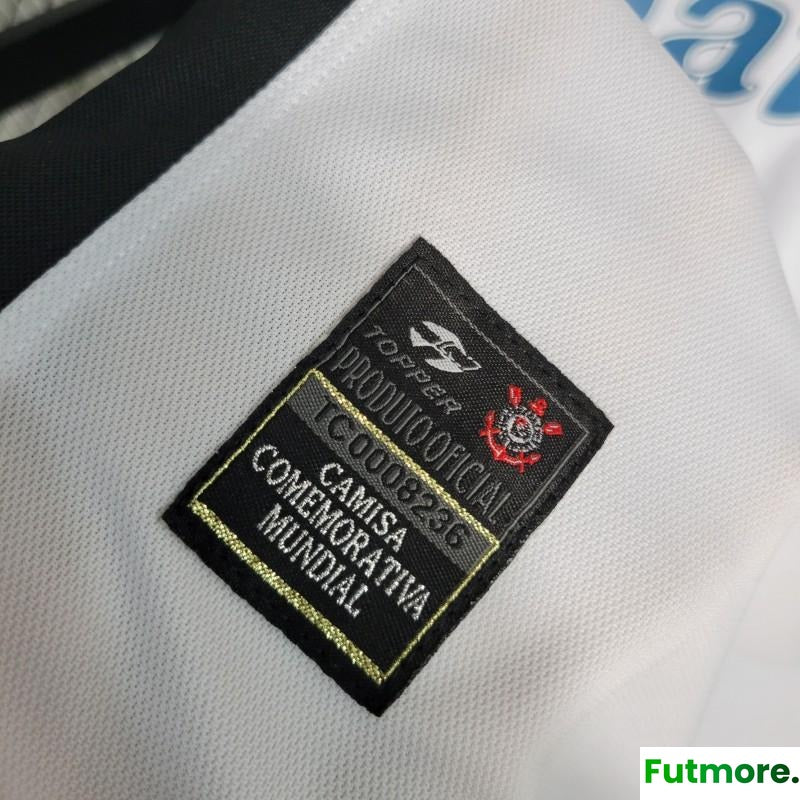 TOPPER
PRODUTO OFICIAL
TC0008236
CAMISA
COMEMORATIVA
MUNDIAL
Futmore.